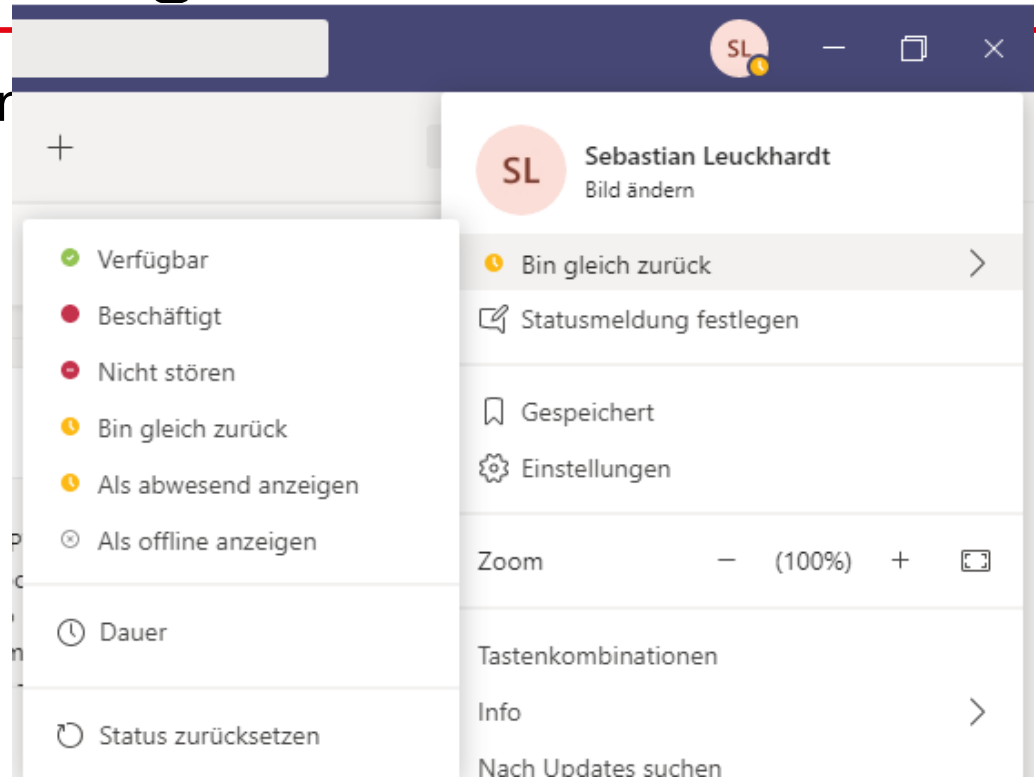 SL
SL
Sebastian Leuckhardt
Bild ändern
Bin gleich zurück
Statusmeldung festlegen
Gespeichert
Einstellungen
Zoom
(100%)
Tastenkombinationen
Info
Nach Updates suchen
Verfügbar
Beschäftigt
Nicht stören
Bin gleich zurück
Als abwesend anzeigen
Als offline anzeigen
Dauer
Status zurücksetzen